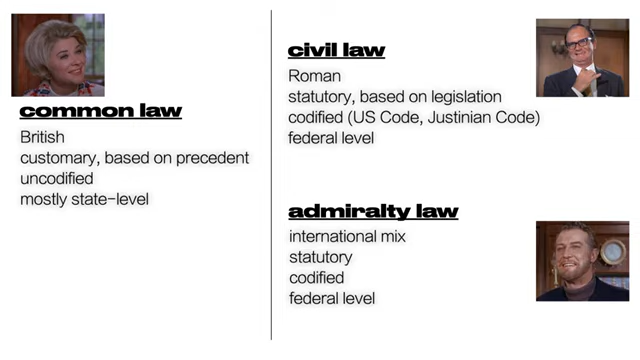 common law
British
customary, based on precedent
uncodified
mostly state-level
civil law
Roman
statutory, based on legislation
codified (US Code, Justinian Code)
federal level
admiralty law
international mix
statutory
codified
federal level